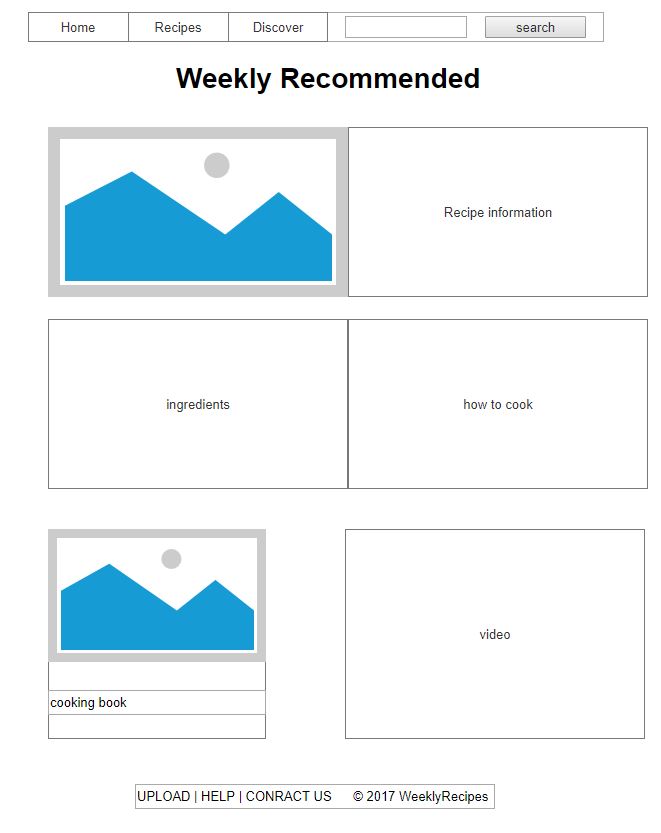 Home Recipes Discover search
Weekly Recommended
Recipe information
ingredients how to cook
video
cooking book
UPLOAD | HELP | CONRACT US © 2017 WeeklyRecipes